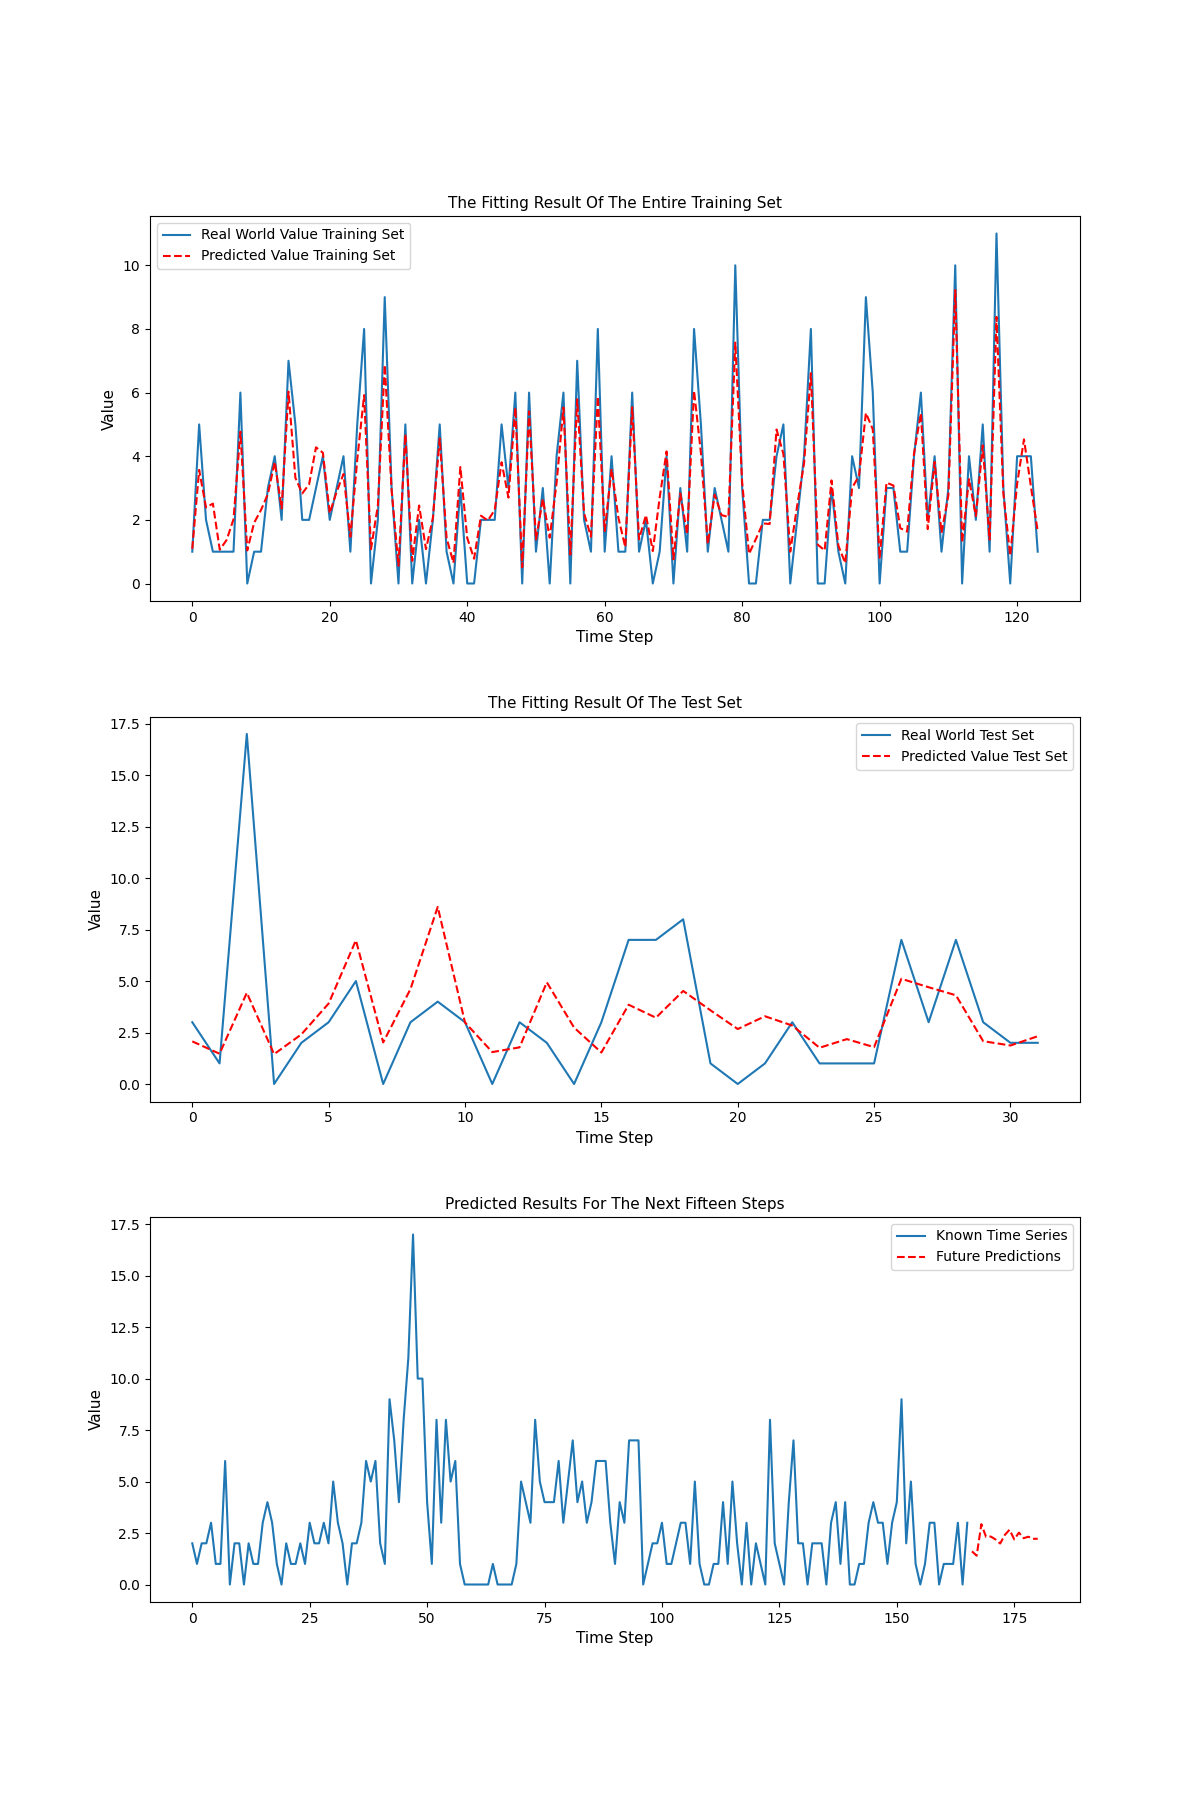 The Fitting Result Of The Entire Training Set
Real World Value Training Set
Predicted Value Training Set
Value
10
8
6
4
2
0
0 20 40 60 80 100 120
Time Step
The Fitting Result Of The Test Set
Real World Test Set
Predicted Value Test Set
Value
17.5
15.0
12.5
10.0
7.5
5.0
2.5
0.0
0 5 10 15 20 25 30
Time Step
Predicted Results For The Next Fifteen Steps
Known Time Series
Future Predictions
Value
17.5
15.0
12.5
10.0
7.5
5.0
2.5
0.0
0 25 50 75 100 125 150 175
Time Step